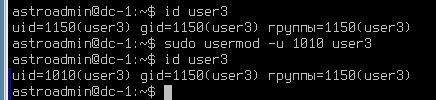 astroadmin@dc-1:~$ id user3
uid=1150(user3) gid=1150(user3) группы=1150(user3)
astroadmin@dc-1:~$ sudo usermod -u 1010 user3
astroadmin@dc-1:~$ id user3
uid=1010(user3) gid=1150(user3) группы=1150(user3)
astroadmin@dc-1:~$